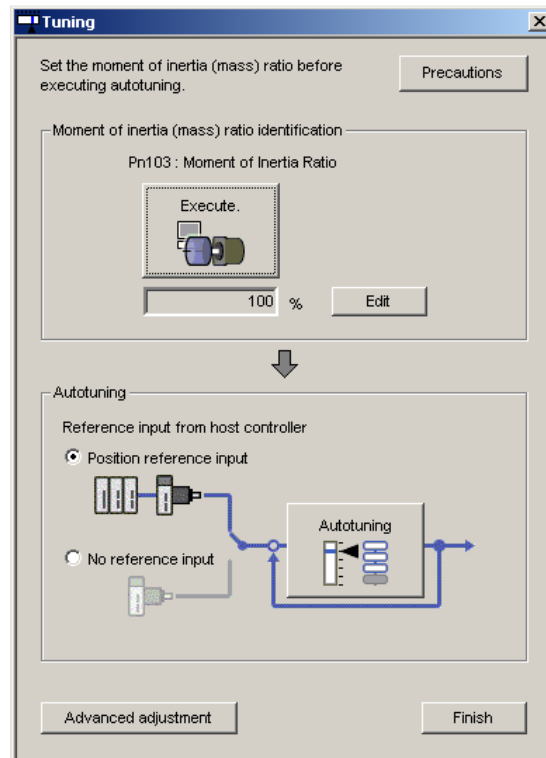 Tuning
Set the moment of inertia (mass) ratio before
executing autotuning.
Precautions
Moment of inertia (mass) ratio identification
Pn103 : Moment of Inertia Ratio
Execute.
100 %
Edit
Autotuning
Reference input from host controller
Position reference input
Autotuning
No reference input
Advanced adjustment
Finish